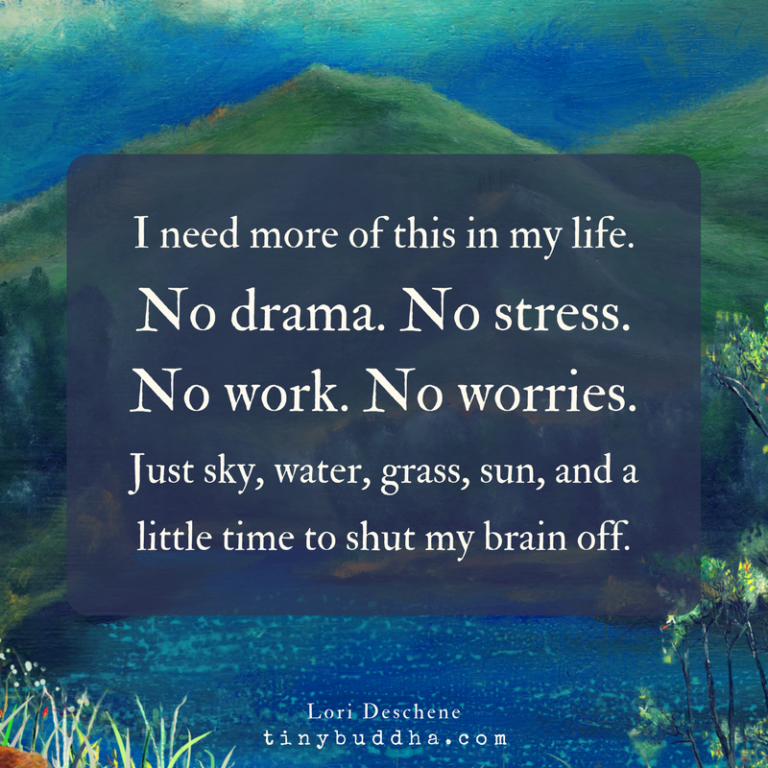 I need more of this in my life.
No drama. No stress.
No work. No worries.
Just sky, water, grass, sun, and a
little time to shut my brain off.
Lori Deschene
tinybuddha.com